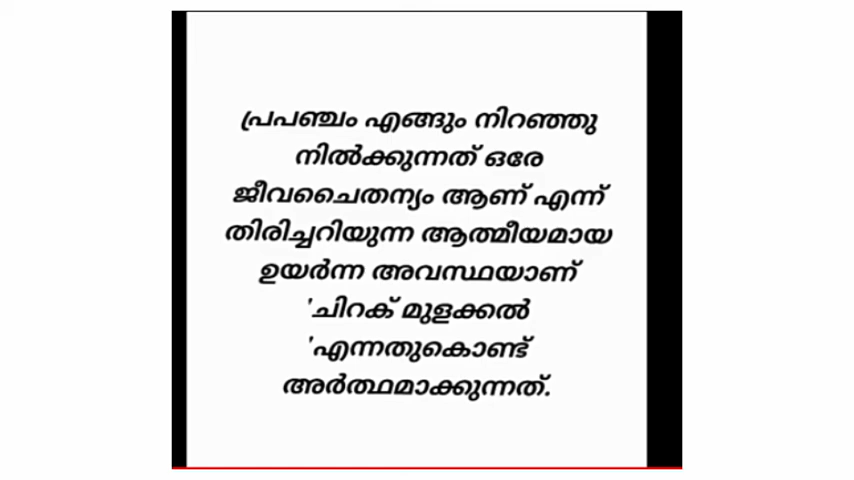 പ്രപഞ്ചം എങ്ങും നിറഞ്ഞു
നിൽക്കുന്നത് ഒരേ
ജീവചൈതന്യം ആണ് എന്ന്
തിരിച്ചറിയുന്ന ആത്മീയമായ
ഉയർന്ന അവസ്ഥയാണ്
'ചിറക് മുളക്കൽ
'എന്നതുകൊണ്ട്
അർത്ഥമാക്കുന്നത്.